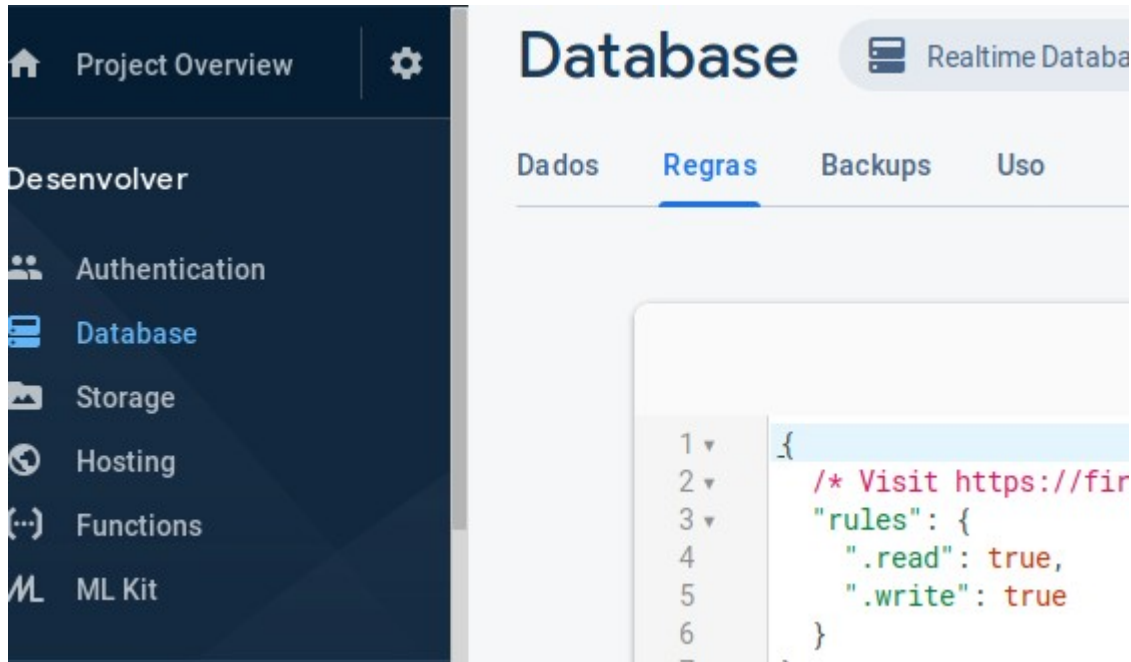 Project Overview
Desenvolver
Authentication
Database
Storage
Hosting
Functions
ML Kit
Database
Realtime Databa
Dados Regras Backups Uso
1 {
2 /* Visit https://fir
3 "rules": {
4 ".read": true,
5 ".write": true
6 }